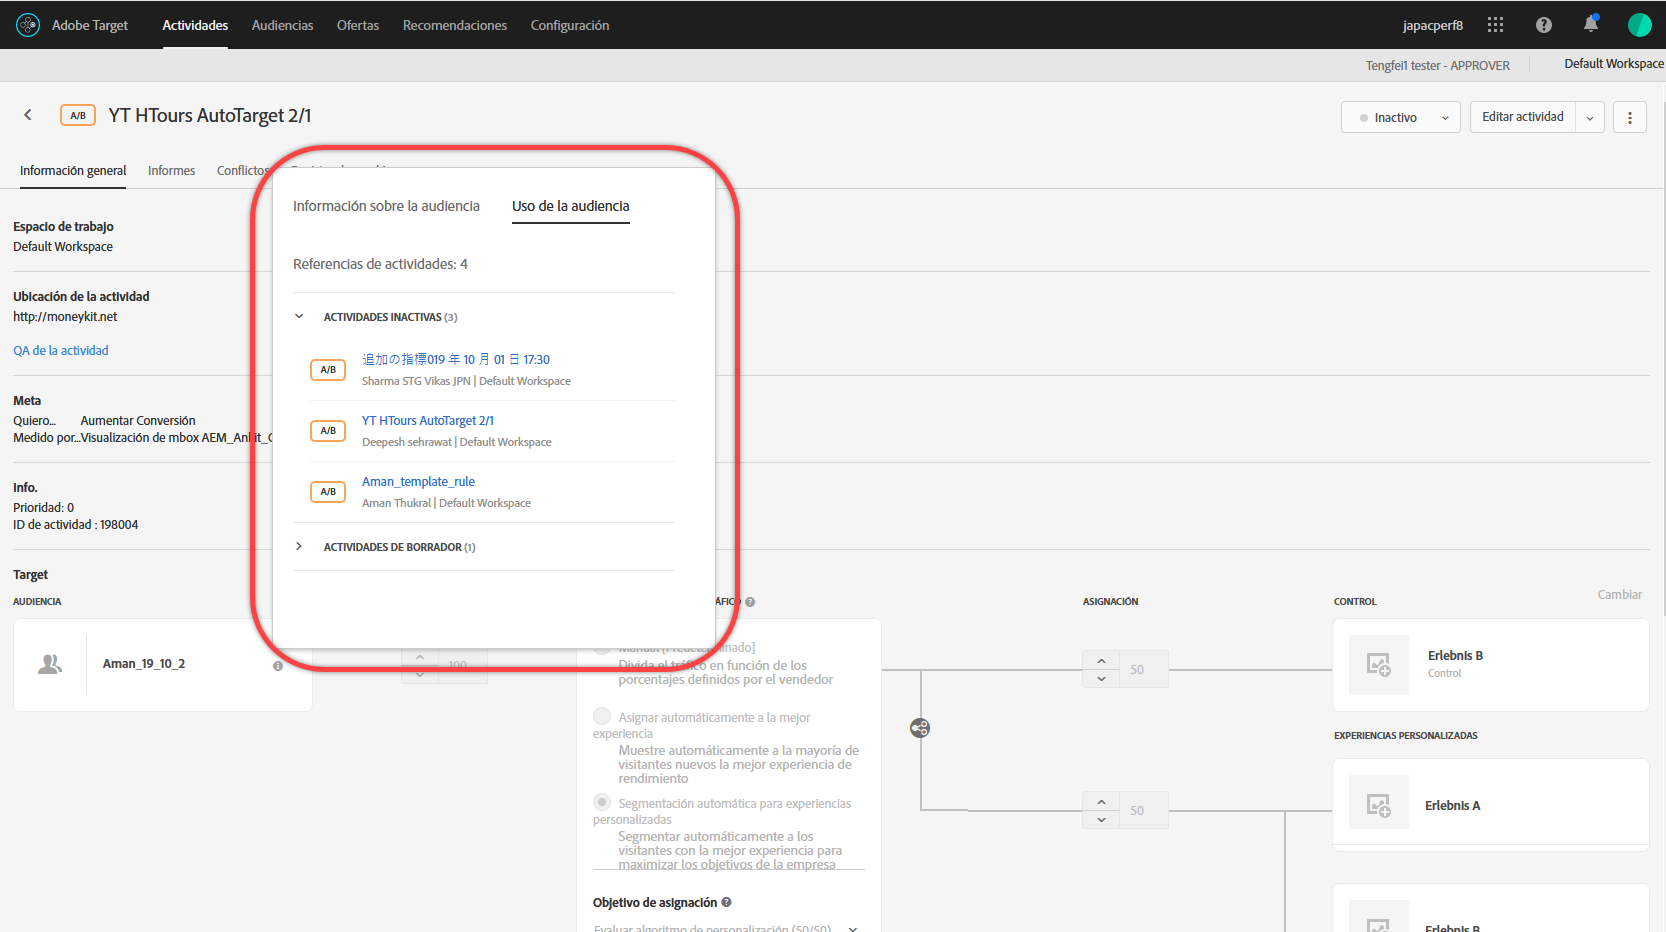 Adobe Target
Actividades
Audiencias
Ofertas
Recomendaciones
Configuración
japacperf8
Tengfei1 tester - APPROVER
Default Workspace
A/B
YT HTours AutoTarget 2/1
Inactivo
Editar actividad
Información general
Informes
Conflictos
Espacio de trabajo
Default Workspace
Ubicación de la actividad
http://moneykit.net
QA de la actividad
Meta
Quiero... Aumentar Conversión
Medido por...Visualización de mbox AEM_Ankit_
Info.
Prioridad: 0
ID de actividad : 198004
Información sobre la audiencia
Uso de la audiencia
Referencias de actividades: 4
ACTIVIDADES INACTIVAS (3)
A/B
追加の指標019 年 10 月 01 日 17:30
Sharma STG Vikas JPN | Default Workspace
A/B
YT HTours AutoTarget 2/1
Deepesh sehrawat | Default Workspace
A/B
Aman_template_rule
Aman Thukral | Default Workspace
ACTIVIDADES DE BORRADOR (1)
Target
AUDIENCIA
ASIGNACIÓN
CONTROL
Cambiar
Aman_19_10_2
100
Divida el tráfico en función de los
porcentajes definidos por el vendedor
Asignar automáticamente a la mejor
experiencia
Muestre automáticamente a la mayoría de
visitantes nuevos la mejor experiencia de
rendimiento
Segmentación automática para experiencias
personalizadas
Segmentar automáticamente a los
visitantes con la mejor experiencia para
maximizar los objetivos de la empresa
Objetivo de asignación
Evaluar algoritmo de personalización (50/50)
50
50
Erlebnis B
Control
EXPERIENCIAS PERSONALIZADAS
Erlebnis A
Erlebnis B